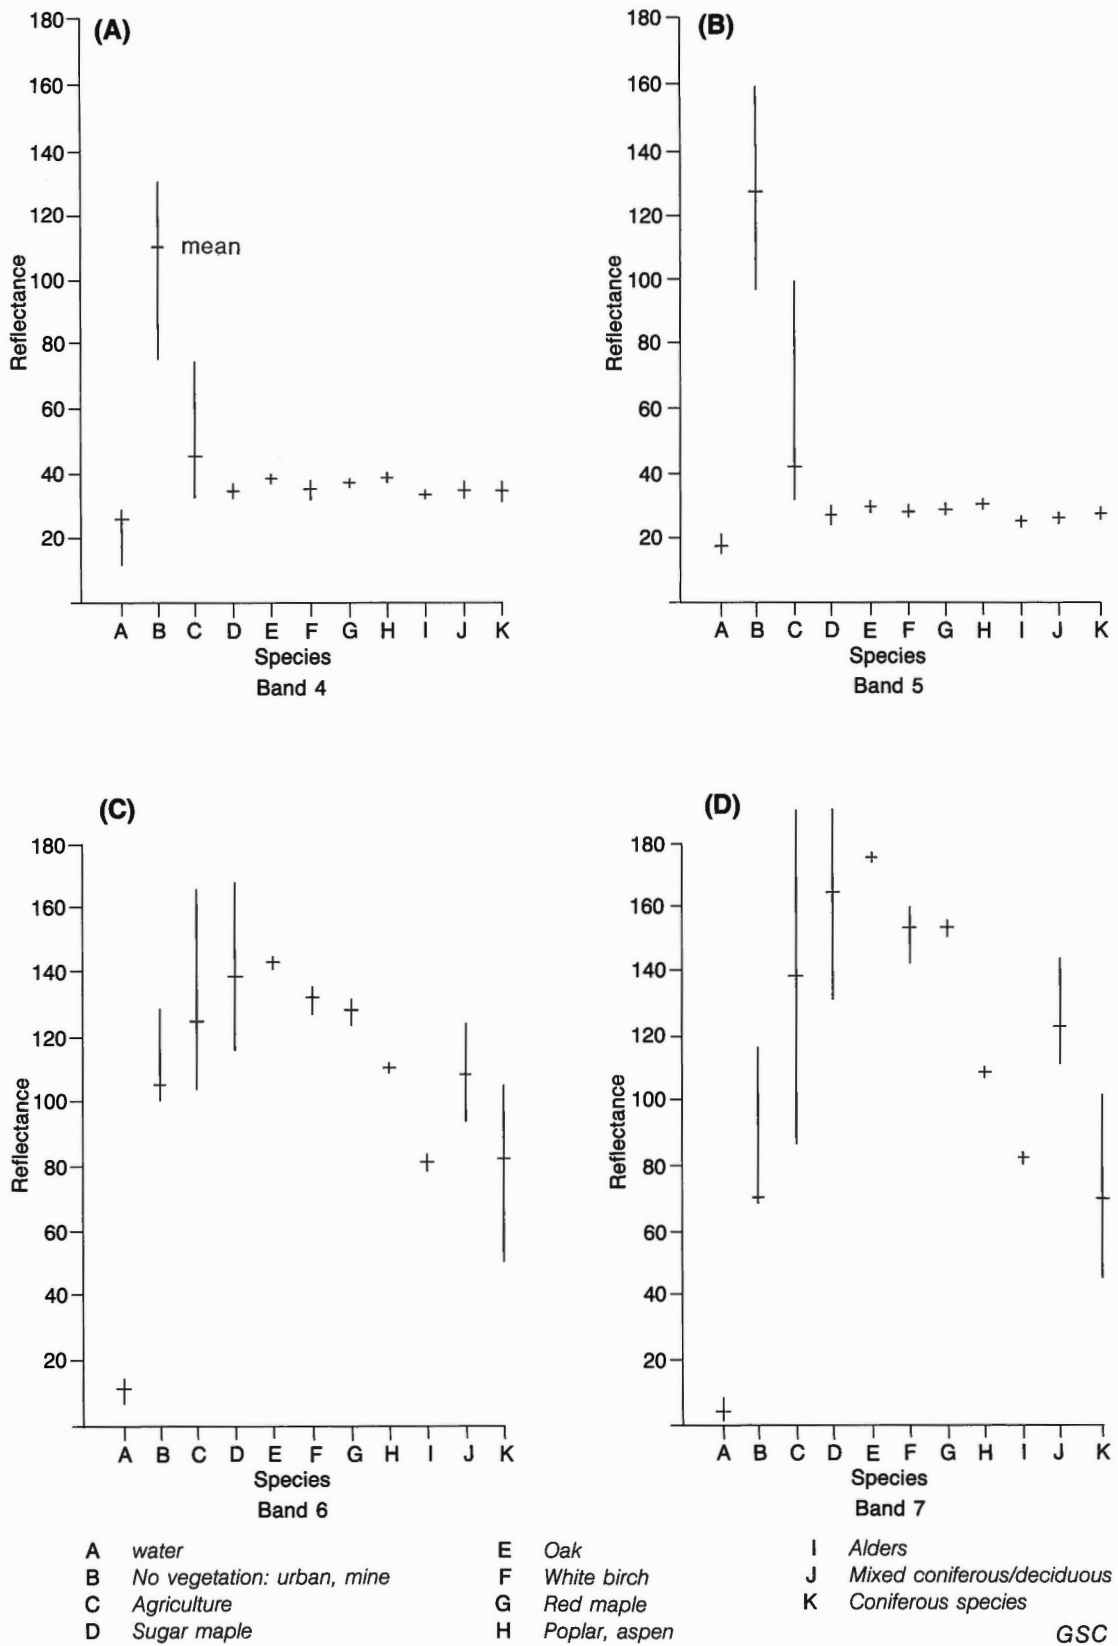 (A)
180
160
140
120
100
80
60
40
20
Reflectance
mean
A B C D E F G H I J K
Species
Band 4
(B)
180
160
140
120
100
80
60
40
20
Reflectance
A B C D E F G H I J K
Species
Band 5
(C)
180
160
140
120
100
80
60
40
20
Reflectance
A B C D E F G H I J K
Species
Band 6
(D)
180
160
140
120
100
80
60
40
20
Reflectance
A B C D E F G H I J K
Species
Band 7
A water
B No vegetation: urban, mine
C Agriculture
D Sugar maple
E Oak
F White birch
G Red maple
H Poplar, aspen
I Alders
J Mixed coniferous/deciduous
K Coniferous species
GSC